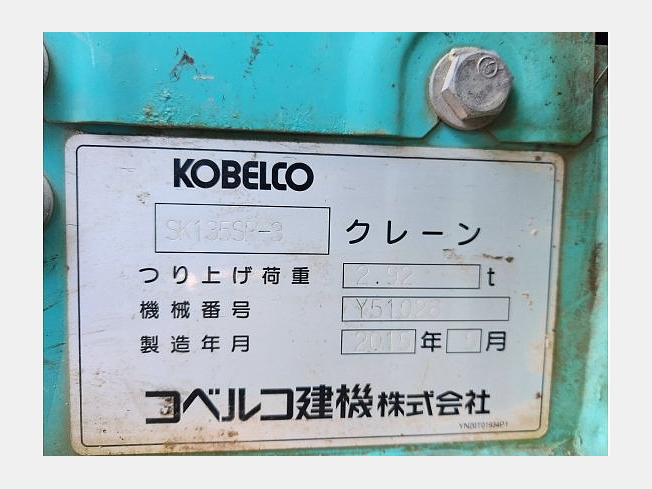 KOBELCO
SK135SR-3 クレーン
つり上げ荷重 2.92 t
機械番号
製造年月 年 月
コベルコ建機株式会社
YN20T01934P1